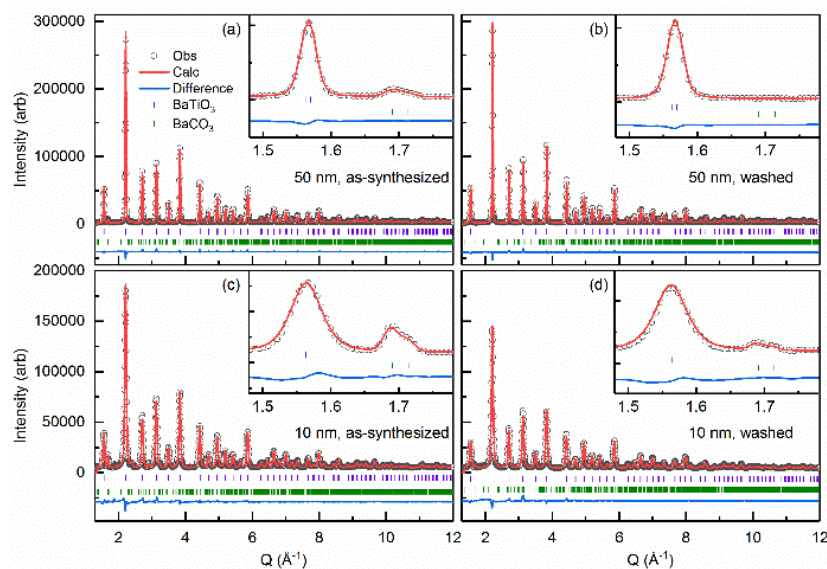 300000
200000
100000
0
Intensity (arb)
(a)
Obs
Calc
Difference
BaTiO₃
BaCO₃
1.5 1.6 1.7
50 nm, as-synthesized
(b)
1.5 1.6 1.7
50 nm, washed
200000
150000
100000
50000
0
Intensity (arb)
(c)
1.5 1.6 1.7
10 nm, as-synthesized
2 4 6 8 10 12
Q (Å⁻¹)
(d)
1.5 1.6 1.7
10 nm, washed
2 4 6 8 10 12
Q (Å⁻¹)